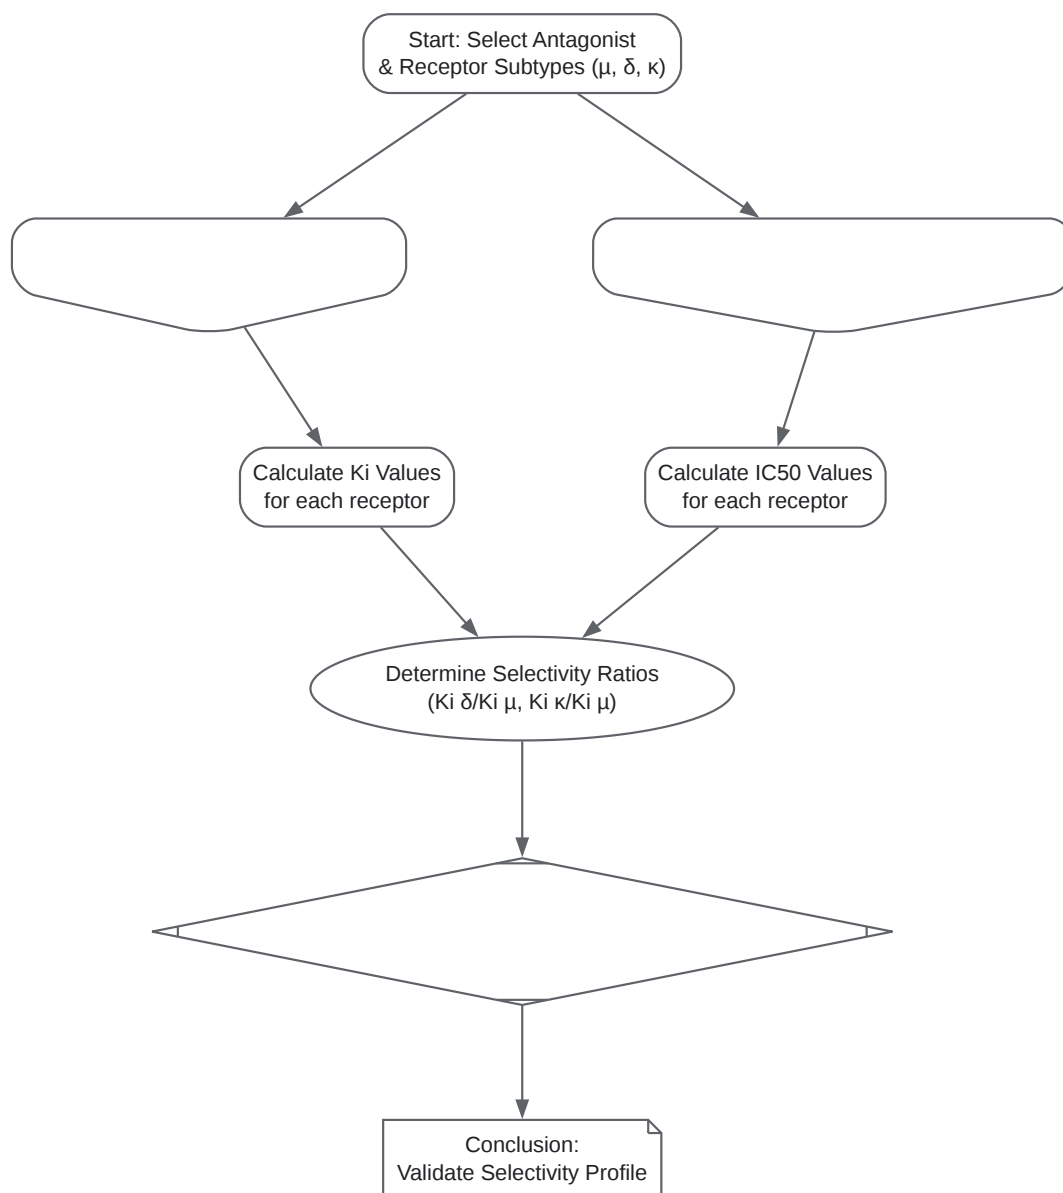 Start: Select Antagonist
& Receptor Subtypes (μ, δ, κ)
Calculate Ki Values
for each receptor
Calculate IC50 Values
for each receptor
Determine Selectivity Ratios
(Ki δ/Ki μ, Ki κ/Ki μ)
Conclusion:
Validate Selectivity Profile